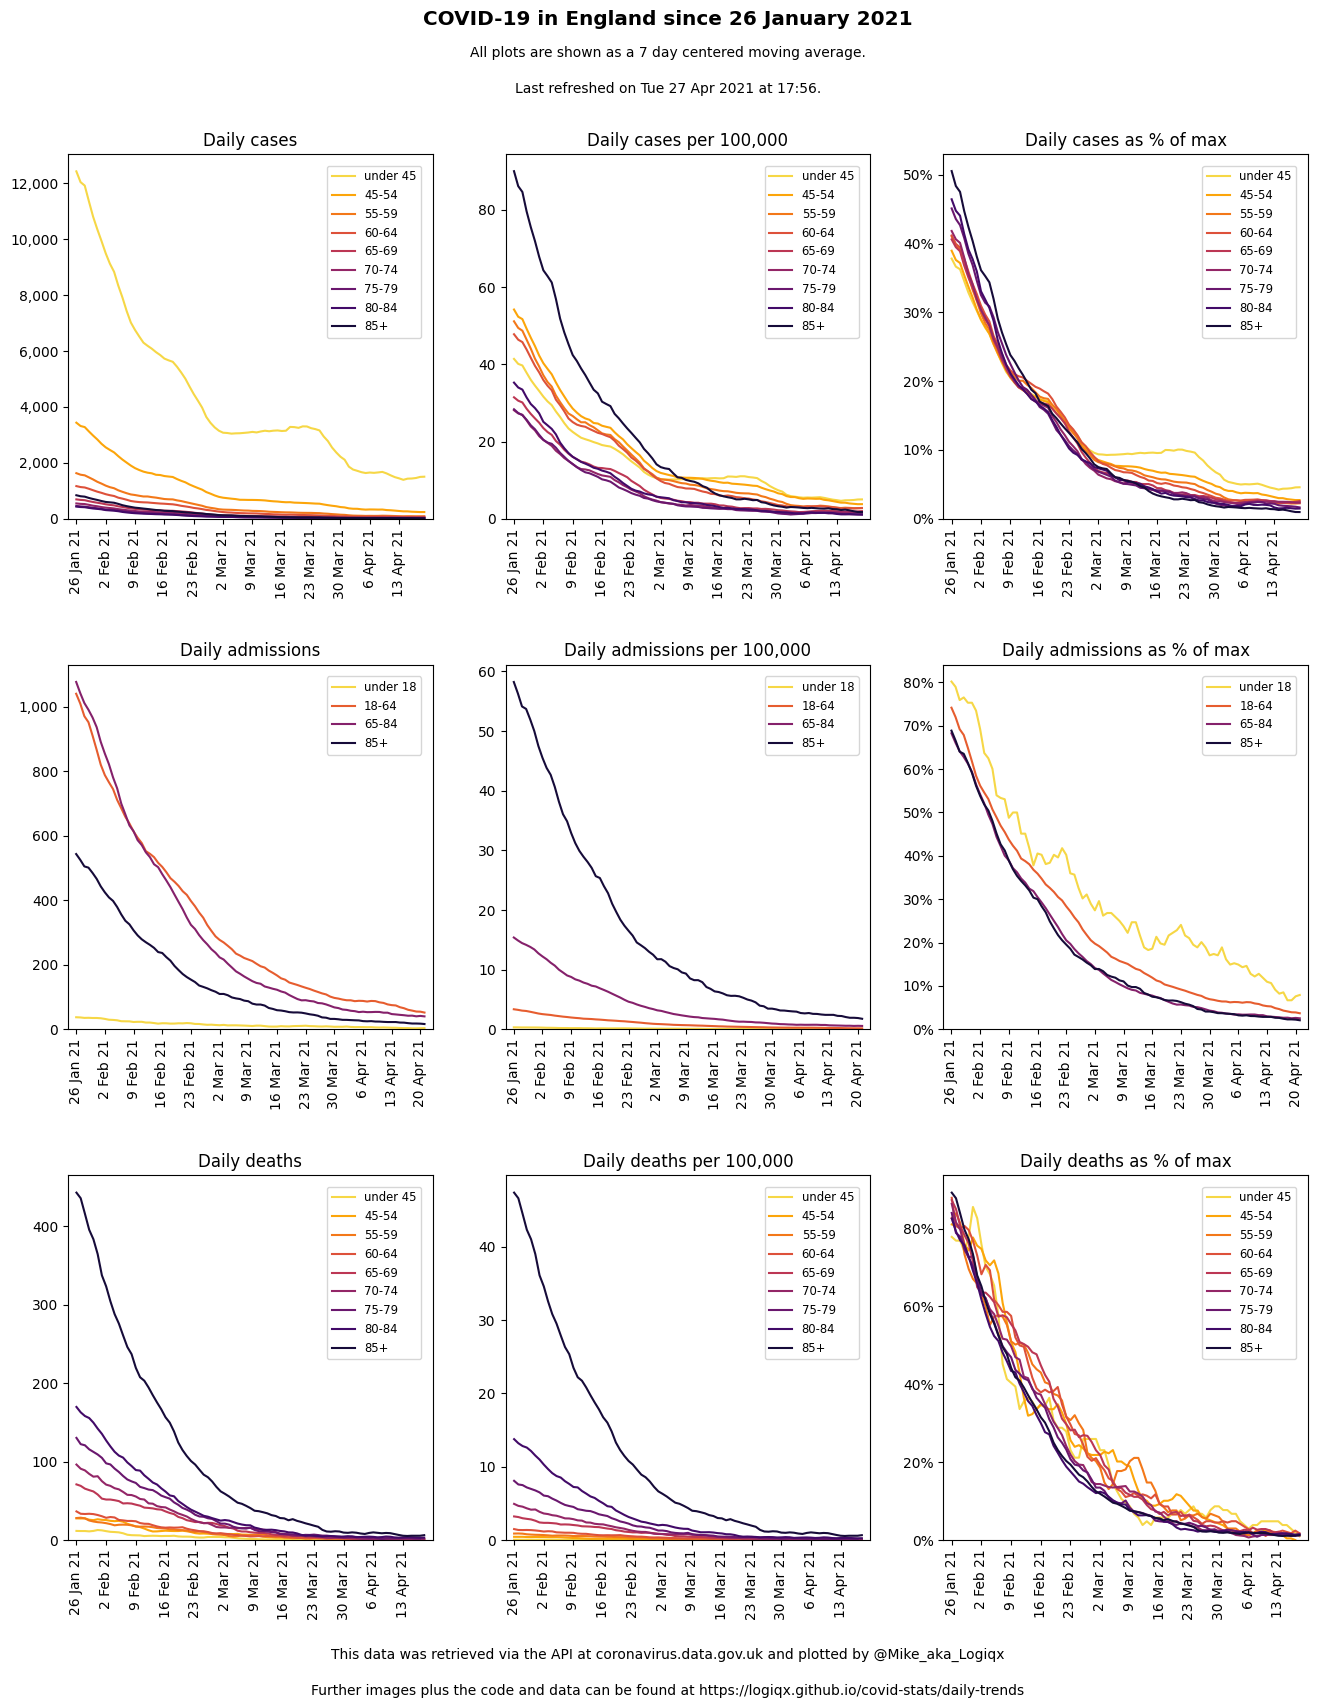 COVID-19 in England since 26 January 2021
All plots are shown as a 7 day centered moving average.
Last refreshed on Tue 27 Apr 2021 at 17:56.
Daily cases
12,000
10,000
8,000
6,000
4,000
2,000
0
under 45
45-54
55-59
60-64
65-69
70-74
75-79
80-84
85+
26 Jan 21
2 Feb 21
9 Feb 21
16 Feb 21
23 Feb 21
2 Mar 21
9 Mar 21
16 Mar 21
23 Mar 21
30 Mar 21
6 Apr 21
13 Apr 21
Daily cases per 100,000
80
60
40
20
0
under 45
45-54
55-59
60-64
65-69
70-74
75-79
80-84
85+
26 Jan 21
2 Feb 21
9 Feb 21
16 Feb 21
23 Feb 21
2 Mar 21
9 Mar 21
16 Mar 21
23 Mar 21
30 Mar 21
6 Apr 21
13 Apr 21
Daily cases as % of max
50%
40%
30%
20%
10%
0%
under 45
45-54
55-59
60-64
65-69
70-74
75-79
80-84
85+
26 Jan 21
2 Feb 21
9 Feb 21
16 Feb 21
23 Feb 21
2 Mar 21
9 Mar 21
16 Mar 21
23 Mar 21
30 Mar 21
6 Apr 21
13 Apr 21
Daily admissions
1,000
800
600
400
200
0
under 18
18-64
65-84
85+
26 Jan 21
2 Feb 21
9 Feb 21
16 Feb 21
23 Feb 21
2 Mar 21
9 Mar 21
16 Mar 21
23 Mar 21
30 Mar 21
6 Apr 21
13 Apr 21
20 Apr 21
Daily admissions per 100,000
60
50
40
30
20
10
0
under 18
18-64
65-84
85+
26 Jan 21
2 Feb 21
9 Feb 21
16 Feb 21
23 Feb 21
2 Mar 21
9 Mar 21
16 Mar 21
23 Mar 21
30 Mar 21
6 Apr 21
13 Apr 21
20 Apr 21
Daily admissions as % of max
80%
70%
60%
50%
40%
30%
20%
10%
0%
under 18
18-64
65-84
85+
26 Jan 21
2 Feb 21
9 Feb 21
16 Feb 21
23 Feb 21
2 Mar 21
9 Mar 21
16 Mar 21
23 Mar 21
30 Mar 21
6 Apr 21
13 Apr 21
20 Apr 21
Daily deaths
400
300
200
100
0
under 45
45-54
55-59
60-64
65-69
70-74
75-79
80-84
85+
26 Jan 21
2 Feb 21
9 Feb 21
16 Feb 21
23 Feb 21
2 Mar 21
9 Mar 21
16 Mar 21
23 Mar 21
30 Mar 21
6 Apr 21
13 Apr 21
Daily deaths per 100,000
40
30
20
10
0
under 45
45-54
55-59
60-64
65-69
70-74
75-79
80-84
85+
26 Jan 21
2 Feb 21
9 Feb 21
16 Feb 21
23 Feb 21
2 Mar 21
9 Mar 21
16 Mar 21
23 Mar 21
30 Mar 21
6 Apr 21
13 Apr 21
Daily deaths as % of max
80%
60%
40%
20%
0%
under 45
45-54
55-59
60-64
65-69
70-74
75-79
80-84
85+
26 Jan 21
2 Feb 21
9 Feb 21
16 Feb 21
23 Feb 21
2 Mar 21
9 Mar 21
16 Mar 21
23 Mar 21
30 Mar 21
6 Apr 21
13 Apr 21
This data was retrieved via the API at coronavirus.data.gov.uk and plotted by @Mike_aka_Logiqx
Further images plus the code and data can be found at https://logiqx.github.io/covid-stats/daily-trends